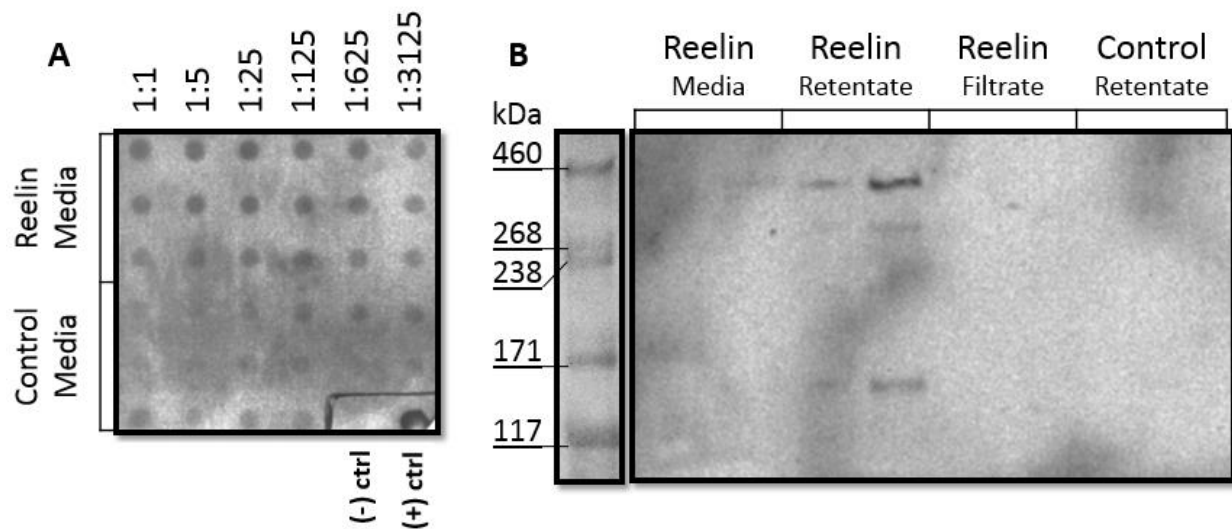 A
1:1
1:5
1:25
1:125
1:625
1:3125
Reelin
Media
Control
Media
(-) ctrl
(+) ctrl
B
Reelin
Media
Reelin
Retentate
Reelin
Filtrate
Control
Retentate
kDa
460
268
238
171
117